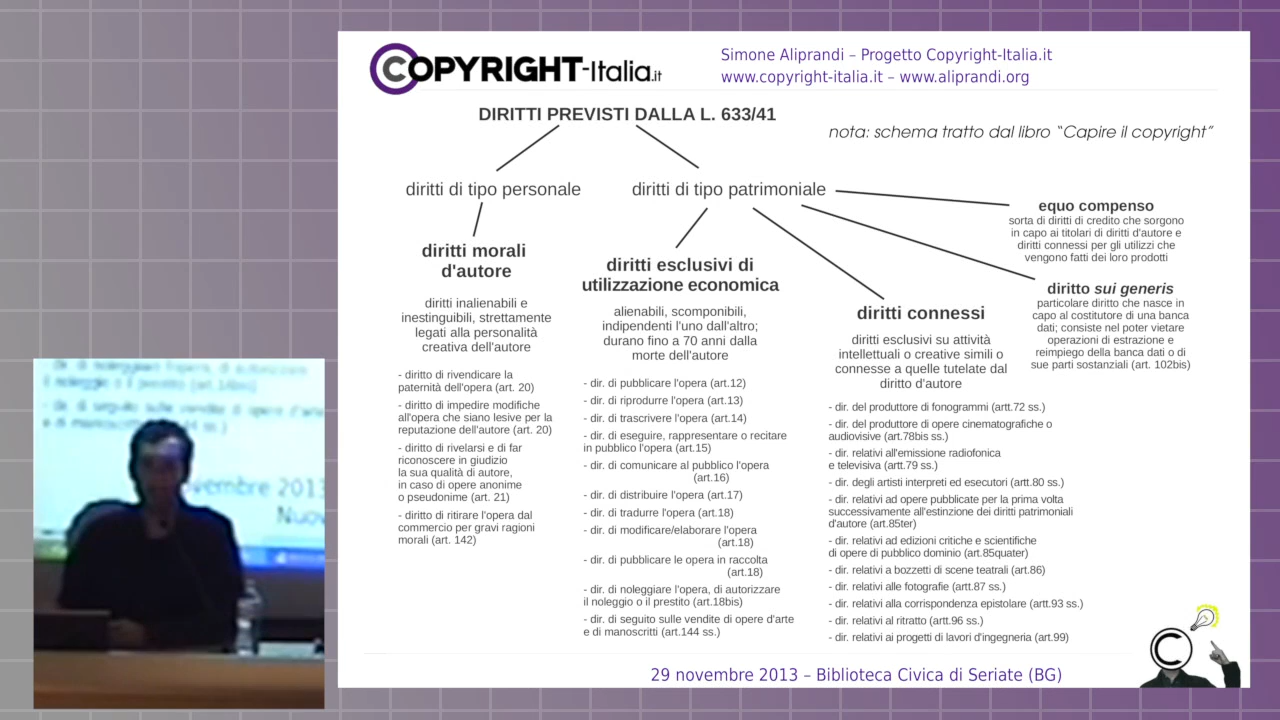 COPYRIGHT-Italia.it
Simone Aliprandi – Progetto Copyright-Italia.it
www.copyright-italia.it – www.aliprandi.org
DIRITTI PREVISTI DALLA L. 633/41
nota: schema tratto dal libro “Capire il copyright”
diritti di tipo personale
diritti di tipo patrimoniale
diritti morali
d'autore
diritti inalienabili e
inestinguibili, strettamente
legati alla personalità
creativa dell'autore
- diritto di rivendicare la
paternità dell'opera (art. 20)
- diritto di impedire modifiche
all'opera che siano lesive per la
reputazione dell'autore (art. 20)
- diritto di rivelarsi e di far
riconoscere in giudizio
la sua qualità di autore,
in caso di opere anonime
o pseudonime (art. 21)
- diritto di ritirare l'opera dal
commercio per gravi ragioni
morali (art. 142)
diritti esclusivi di
utilizzazione economica
alienabili, scomponibili,
indipendenti l'uno dall'altro;
durano fino a 70 anni dalla
morte dell'autore
- dir. di pubblicare l'opera (art.12)
- dir. di riprodurre l'opera (art.13)
- dir. di trascrivere l'opera (art.14)
- dir. di eseguire, rappresentare o recitare
in pubblico l'opera (art.15)
- dir. di comunicare al pubblico l'opera
(art.16)
- dir. di distribuire l'opera (art.17)
- dir. di tradurre l'opera (art.18)
- dir. di modificare/elaborare l'opera
(art.18)
- dir. di pubblicare le opera in raccolta
(art.18)
- dir. di noleggiare l'opera, di autorizzare
il noleggio o il prestito (art.18bis)
- dir. di seguito sulle vendite di opere d'arte
e di manoscritti (art.144 ss.)
diritti connessi
diritti esclusivi su attività
intellettuali o creative simili o
connesse a quelle tutelate dal
diritto d'autore
- dir. del produttore di fonogrammi (artt.72 ss.)
- dir. del produttore di opere cinematografiche o
audiovisive (art.78bis ss.)
- dir. relativi all'emissione radiofonica
e televisiva (artt.79 ss.)
- dir. degli artisti interpreti ed esecutori (artt.80 ss.)
- dir. relativi ad opere pubblicate per la prima volta
successivamente all'estinzione dei diritti patrimoniali
d'autore (art.85ter)
- dir. relativi ad edizioni critiche e scientifiche
di opere di pubblico dominio (art.85quater)
- dir. relativi a bozzetti di scene teatrali (art.86)
- dir. relativi alle fotografie (artt.87 ss.)
- dir. relativi alla corrispondenza epistolare (artt.93 ss.)
- dir. relativi al ritratto (artt.96 ss.)
- dir. relativi ai progetti di lavori d'ingegneria (art.99)
equo compenso
sorta di diritti di credito che sorgono
in capo ai titolari di diritti d'autore e
diritti connessi per gli utilizzi che
vengono fatti dei loro prodotti
diritto sui generis
particolare diritto che nasce in
capo al costitutore di una banca
dati; consiste nel poter vietare
operazioni di estrazione e
reimpiego della banca dati o di
sue parti sostanziali (art. 102bis)
29 novembre 2013 – Biblioteca Civica di Seriate (BG)
C
vembre 2013